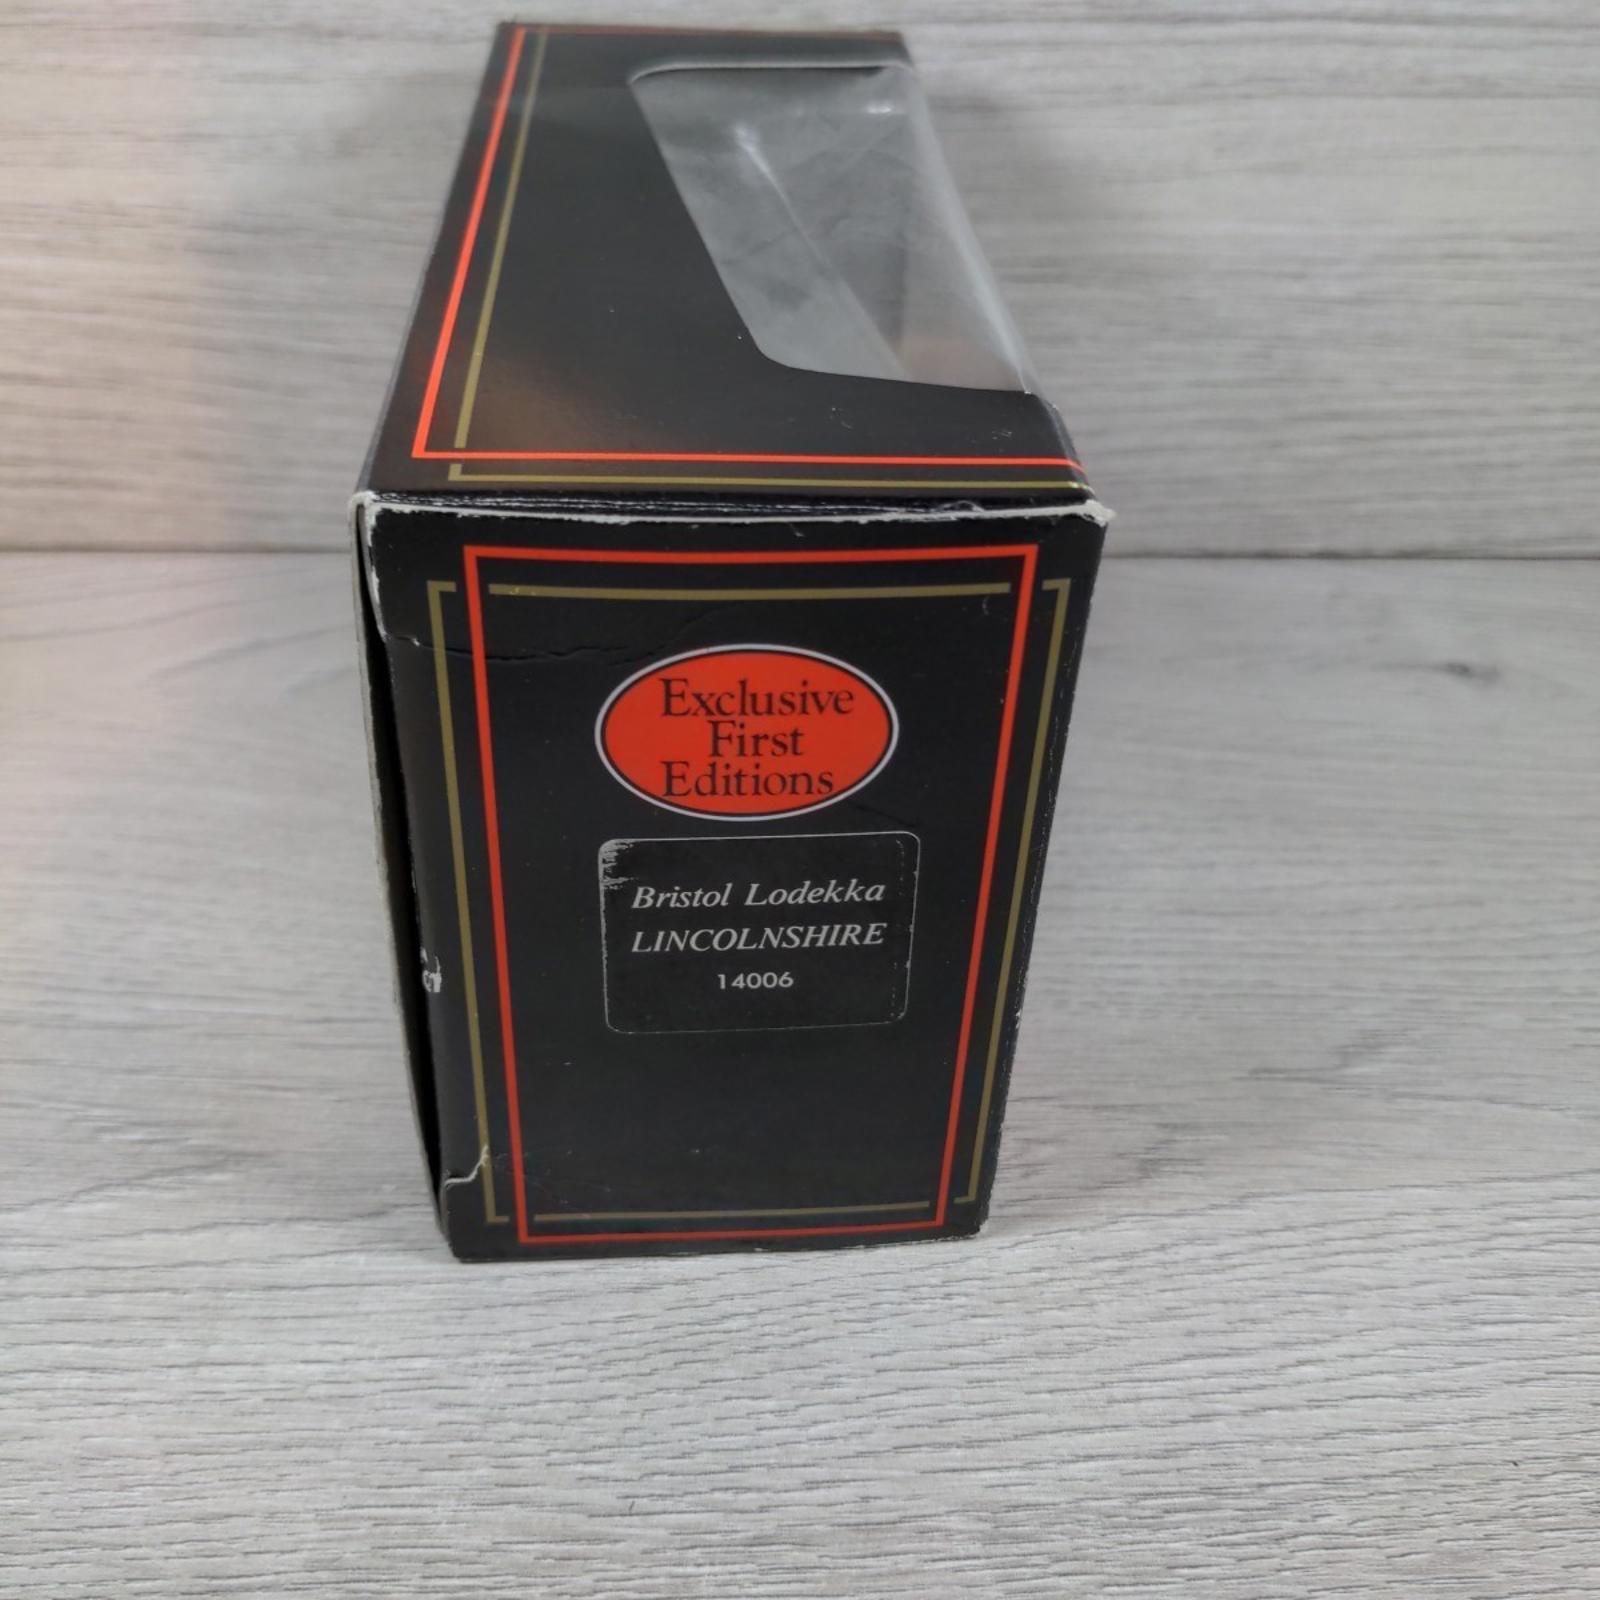 Exclusive
First
Editions
Bristol Lodekka
LINCOLNSHIRE
14006